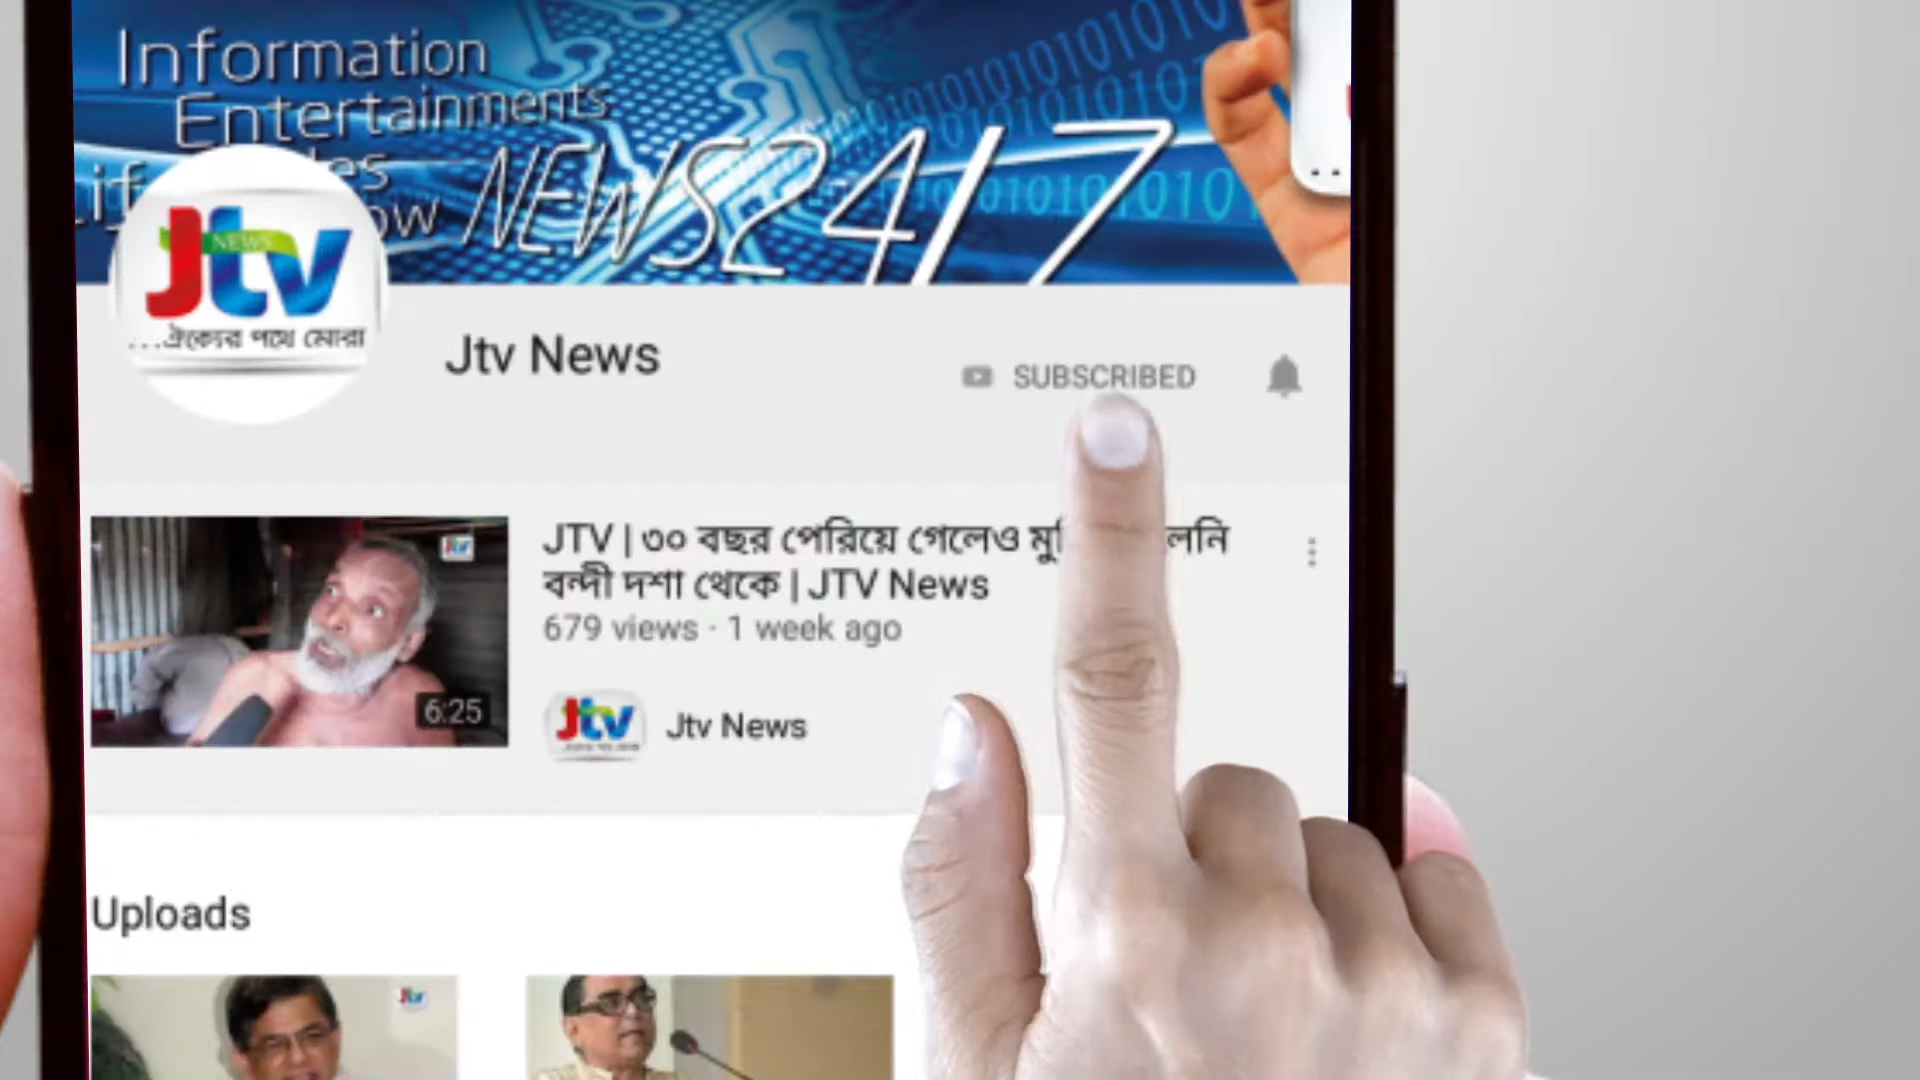 Information
Entertainments
NEWS24/7
Jtv
NEWS
...ঐক্যের পথে মোরা
Jtv News
SUBSCRIBED
JTV | ৩০ বছর পেরিয়ে গেলেও
বন্দী দশা থেকে | JTV News
679 views · 1 week ago
6:25
Jtv
Jtv News
Uploads